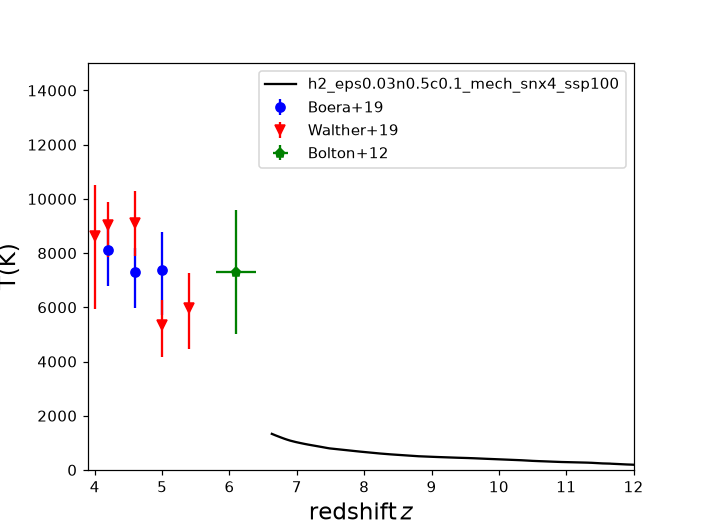 14000
12000
10000
8000
6000
4000
2000
0
T(K)
h2_eps0.03n0.5c0.1_mech_snx4_ssp100
Boera+19
Walther+19
Bolton+12
4 5 6 7 8 9 10 11 12
redshift z